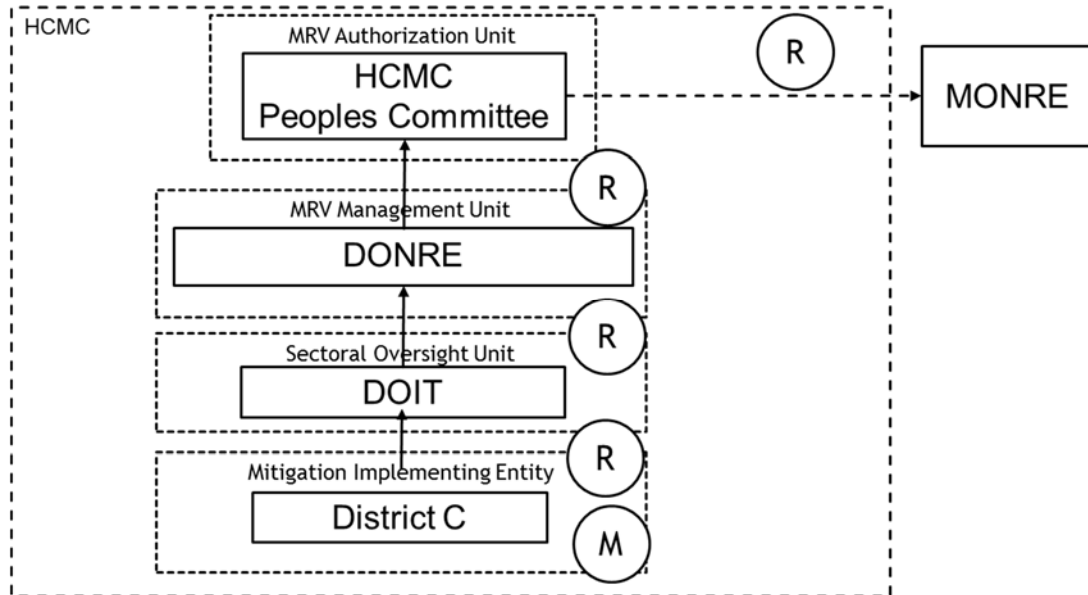 HCMC
MRV Authorization Unit
HCMC
Peoples Committee
R
MONRE
R
MRV Management Unit
DONRE
R
Sectoral Oversight Unit
DOIT
R
Mitigation Implementing Entity
District C
M